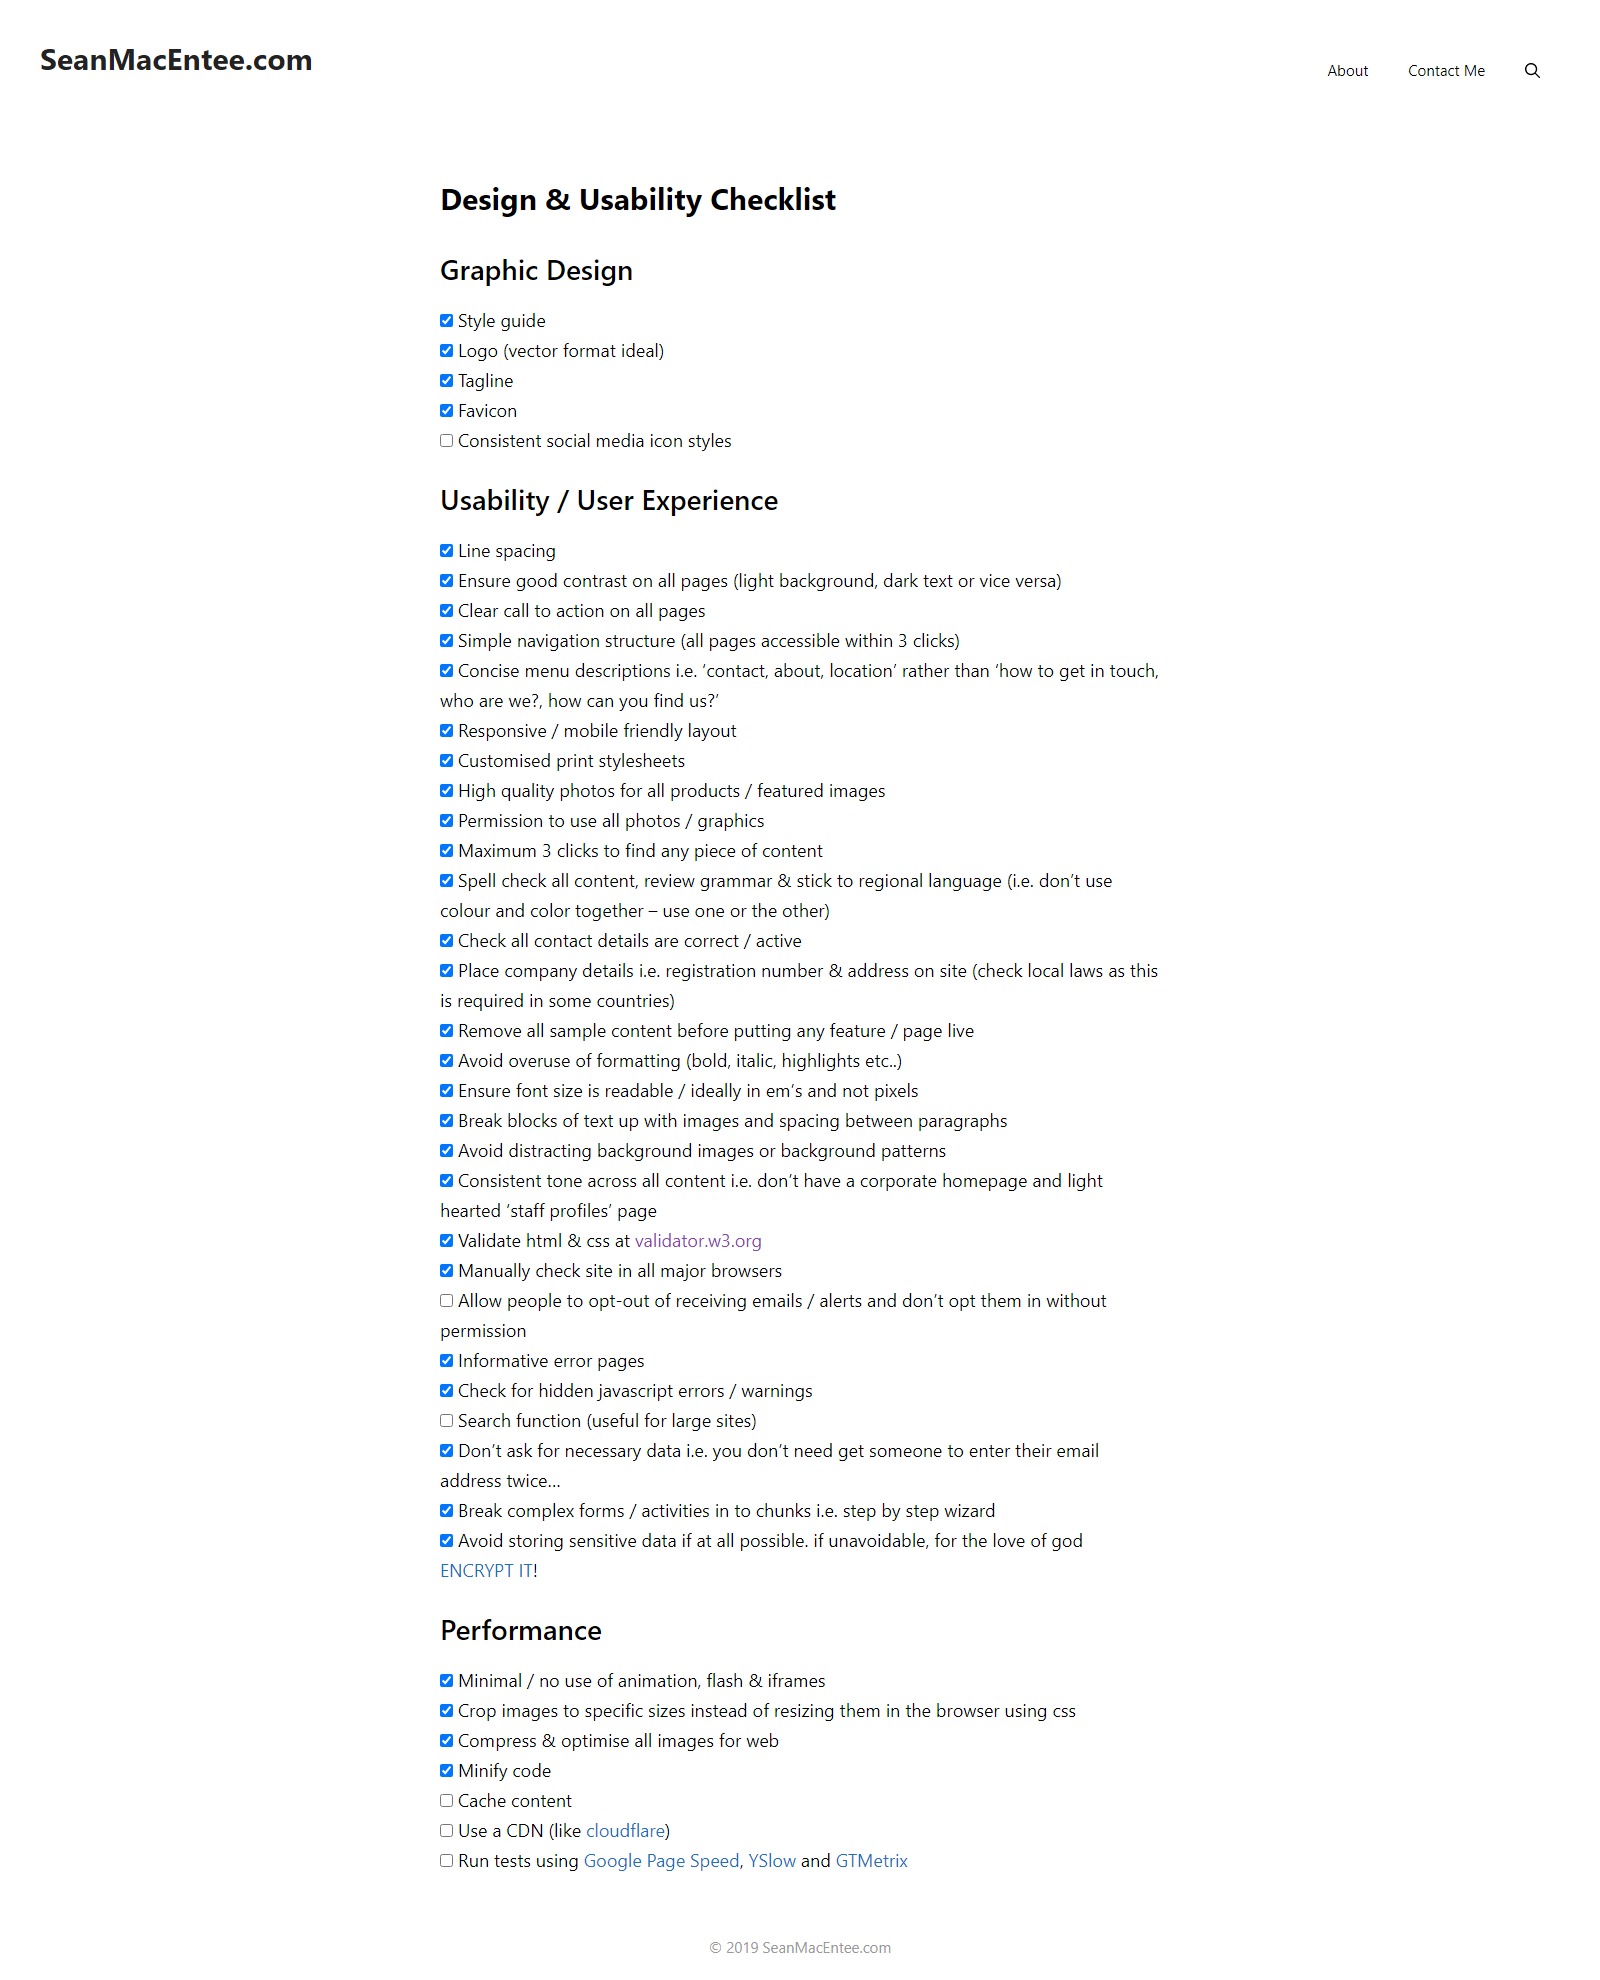 SeanMacEntee.com
About
Contact Me
Design & Usability Checklist
Graphic Design
Style guide
Logo (vector format ideal)
Tagline
Favicon
Consistent social media icon styles
Usability / User Experience
Line spacing
Ensure good contrast on all pages (light background, dark text or vice versa)
Clear call to action on all pages
Simple navigation structure (all pages accessible within 3 clicks)
Concise menu descriptions i.e. ‘contact, about, location’ rather than ‘how to get in touch,
who are we?, how can you find us?’
Responsive / mobile friendly layout
Customised print stylesheets
High quality photos for all products / featured images
Permission to use all photos / graphics
Maximum 3 clicks to find any piece of content
Spell check all content, review grammar & stick to regional language (i.e. don’t use
colour and color together – use one or the other)
Check all contact details are correct / active
Place company details i.e. registration number & address on site (check local laws as this
is required in some countries)
Remove all sample content before putting any feature / page live
Avoid overuse of formatting (bold, italic, highlights etc..)
Ensure font size is readable / ideally in em’s and not pixels
Break blocks of text up with images and spacing between paragraphs
Avoid distracting background images or background patterns
Consistent tone across all content i.e. don’t have a corporate homepage and light
hearted ‘staff profiles’ page
Validate html & css at validator.w3.org
Manually check site in all major browsers
Allow people to opt-out of receiving emails / alerts and don’t opt them in without
permission
Informative error pages
Check for hidden javascript errors / warnings
Search function (useful for large sites)
Don’t ask for necessary data i.e. you don’t need get someone to enter their email
address twice…
Break complex forms / activities in to chunks i.e. step by step wizard
Avoid storing sensitive data if at all possible. if unavoidable, for the love of god
ENCRYPT IT!
Performance
Minimal / no use of animation, flash & iframes
Crop images to specific sizes instead of resizing them in the browser using css
Compress & optimise all images for web
Minify code
Cache content
Use a CDN (like cloudflare)
Run tests using Google Page Speed, YSlow and GTMetrix
© 2019 SeanMacEntee.com